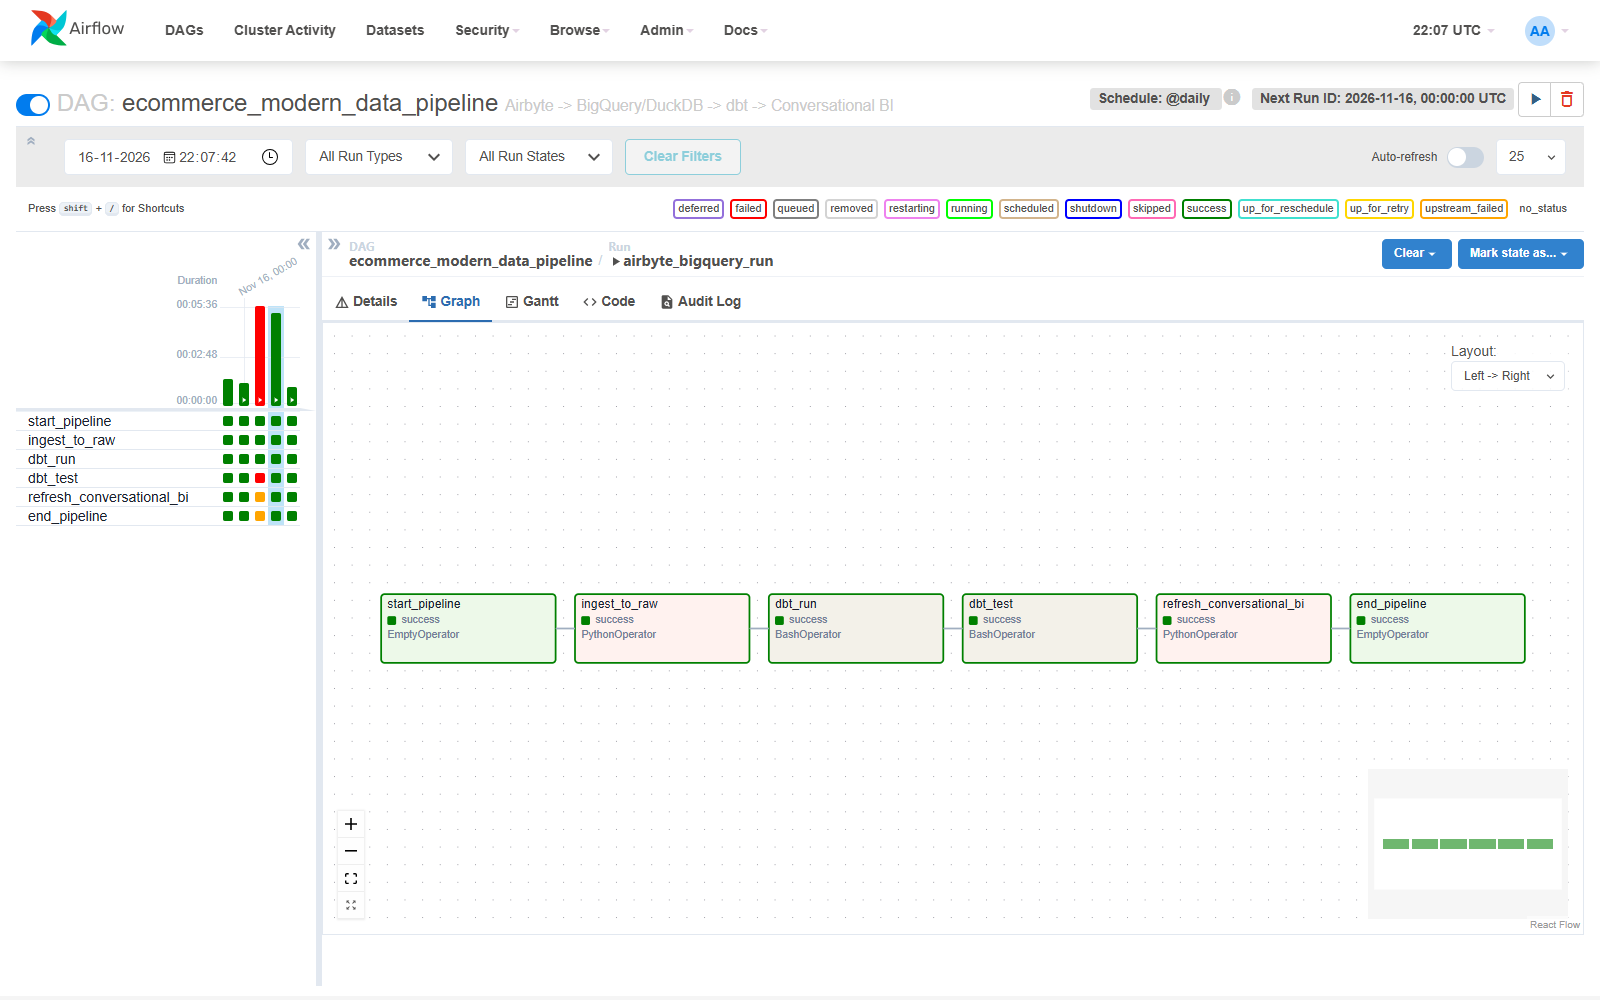 Airflow DAGs Cluster Activity Datasets Security Browse Admin Docs 22:07 UTC AA
DAG: ecommerce_modern_data_pipeline Airbyte -> BigQuery/DuckDB -> dbt -> Conversational BI Schedule: @daily i Next Run ID: 2026-11-16, 00:00:00 UTC
16-11-2026 22:07:42 All Run Types All Run States Clear Filters Auto-refresh 25
Press shift + / for Shortcuts deferred failed queued removed restarting running scheduled shutdown skipped success up_for_reschedule up_for_retry upstream_failed no_status
Duration
Nov 16, 00:00
00:05:36
00:02:48
00:00:00
start_pipeline
ingest_to_raw
dbt_run
dbt_test
refresh_conversational_bi
end_pipeline
DAG
ecommerce_modern_data_pipeline /
Run
airbyte_bigquery_run
Clear Mark state as...
Details Graph Gantt Code Audit Log
Layout:
Left -> Right
start_pipeline
success
EmptyOperator
ingest_to_raw
success
PythonOperator
dbt_run
success
BashOperator
dbt_test
success
BashOperator
refresh_conversational_bi
success
PythonOperator
end_pipeline
success
EmptyOperator
React Flow